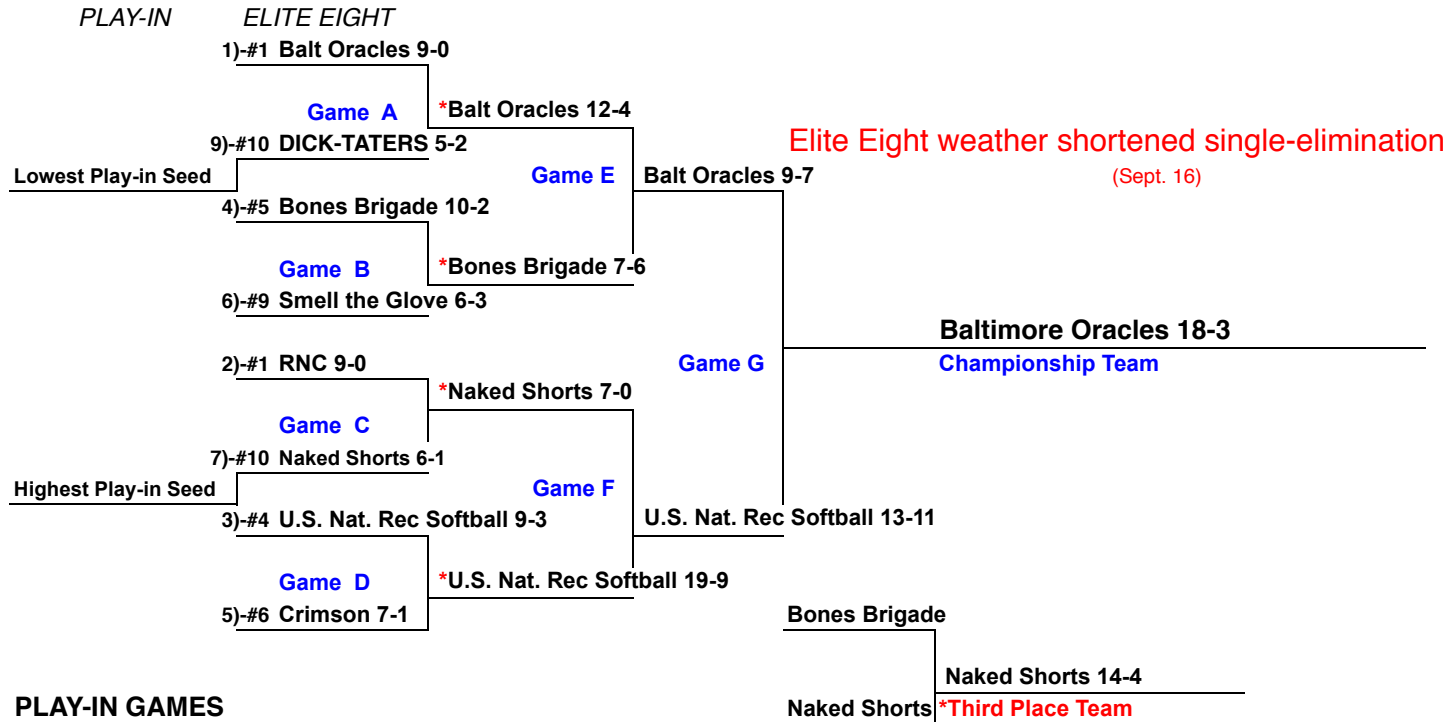 PLAY-IN ELITE EIGHT
1)-#1 Balt Oracles 9-0
Game A *Balt Oracles 12-4
9)-#10 DICK-TATERS 5-2
Elite Eight weather shortened single-elimination
Lowest Play-in Seed Game E Balt Oracles 9-7 (Sept. 16)
4)-#5 Bones Brigade 10-2
Game B *Bones Brigade 7-6
6)-#9 Smell the Glove 6-3
Baltimore Oracles 18-3
2)-#1 RNC 9-0 Game G Championship Team
*Naked Shorts 7-0
Game C
7)-#10 Naked Shorts 6-1
Highest Play-in Seed Game F
3)-#4 U.S. Nat. Rec Softball 9-3 U.S. Nat. Rec Softball 13-11
Game D *U.S. Nat. Rec Softball 19-9
5)-#6 Crimson 7-1 Bones Brigade
Naked Shorts 14-4
PLAY-IN GAMES Naked Shorts *Third Place Team